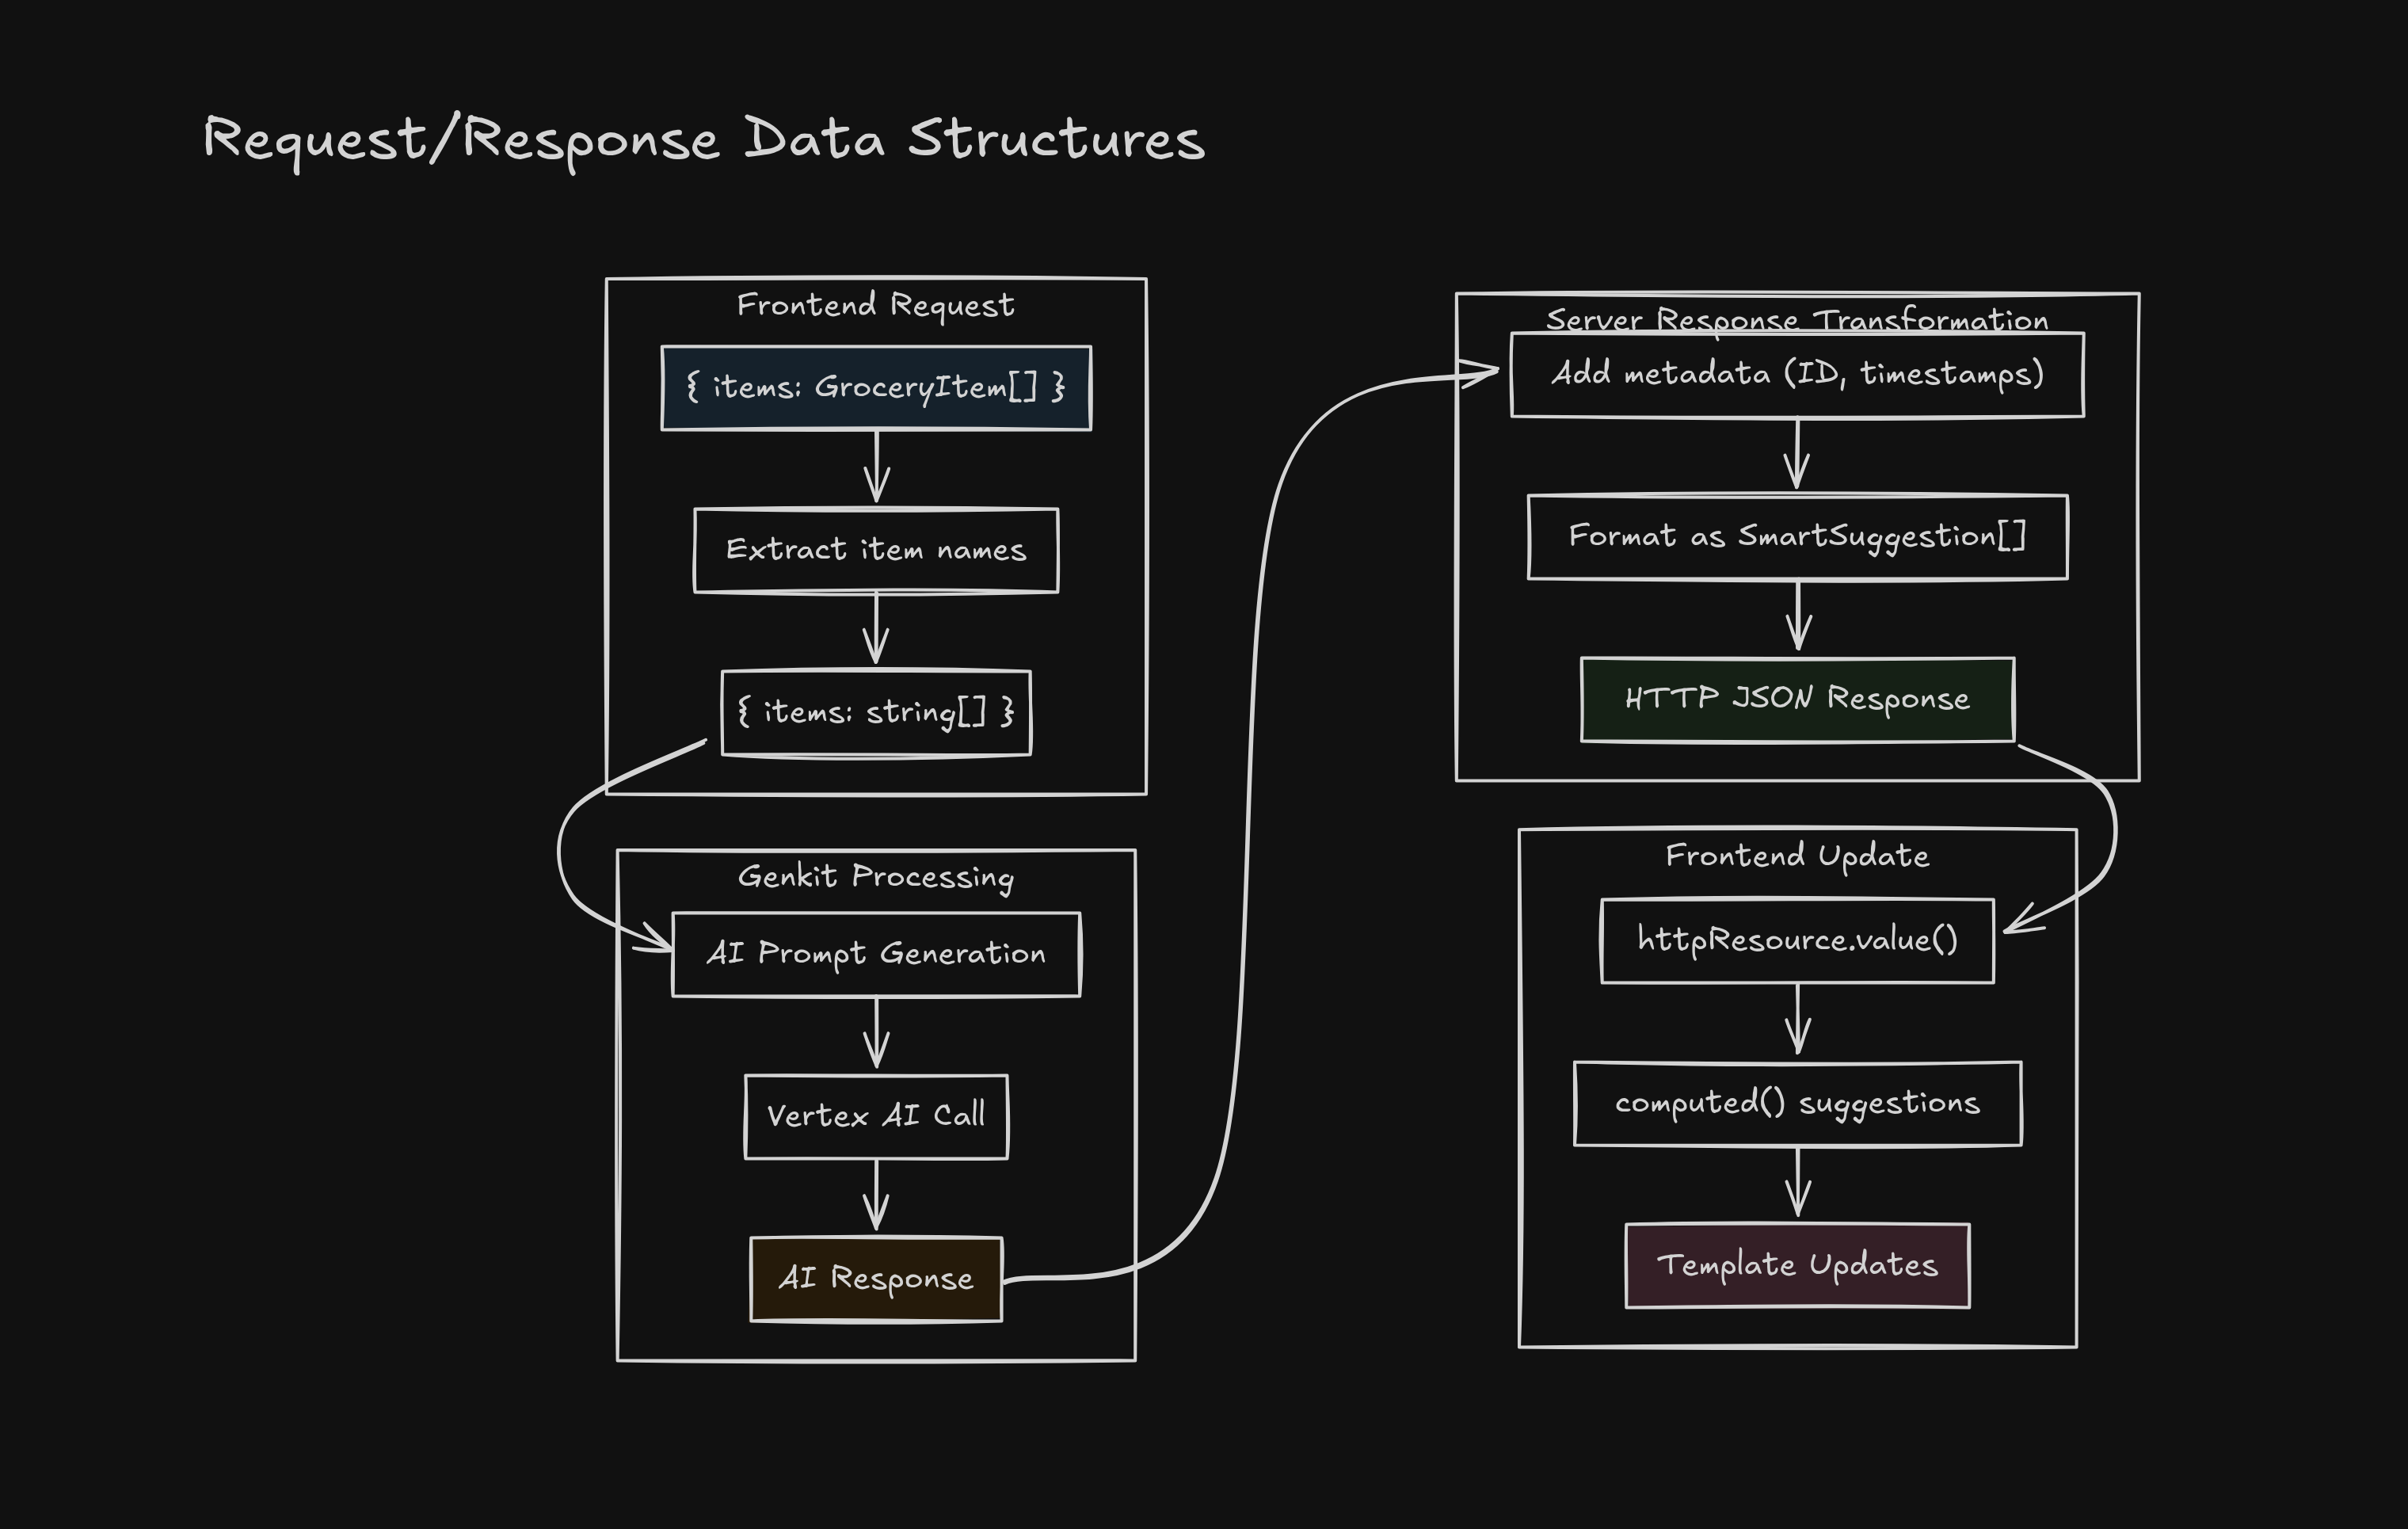 Request/Response Data Structures
Frontend Request
{ items: GroceryItem[] }
Extract item names
{ items: string[] }
Genkit Processing
AI Prompt Generation
Vertex AI Call
AI Response
Server Response Transformation
Add metadata (ID, timestamps)
Format as SmartSuggestion[]
HTTP JSON Response
Frontend Update
httpResource.value()
computed() suggestions
Template Updates